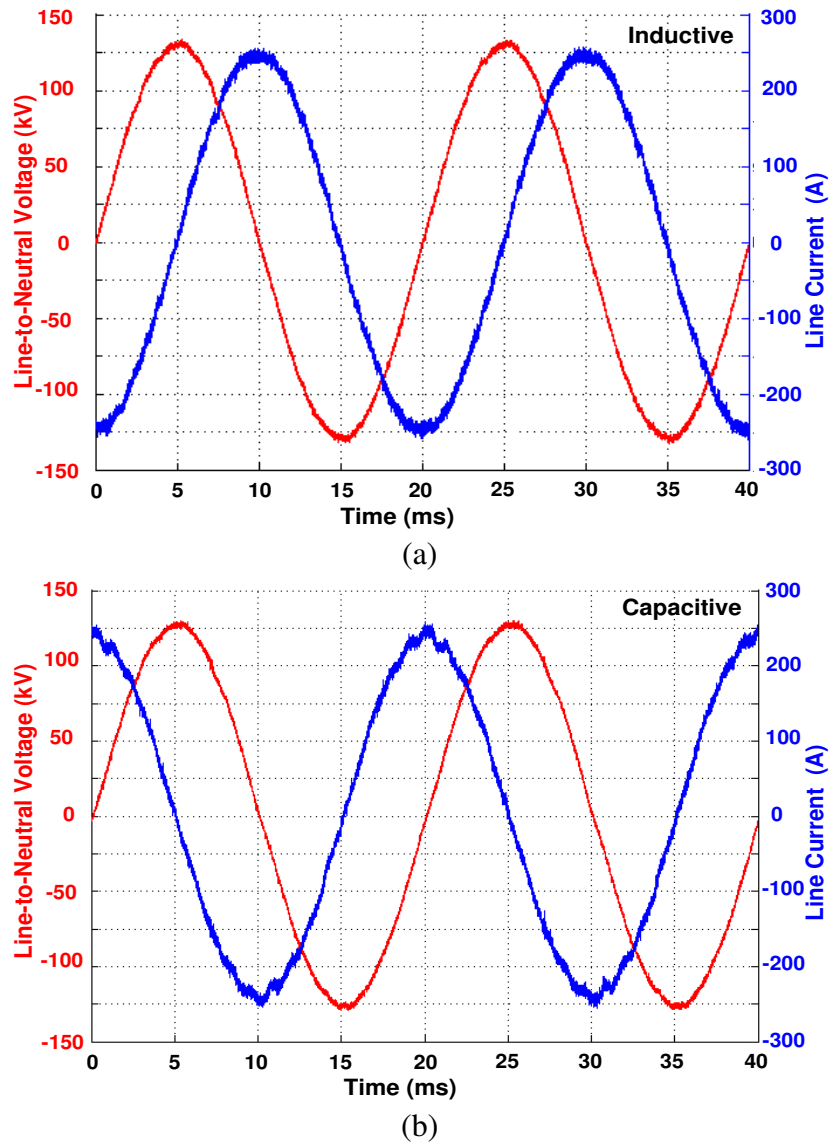 Inductive
Line-to-Neutral Voltage (kV)
150
100
50
0
-50
-100
-150
300
200
100
0
-100
-200
-300
Line Current (A)
0 5 10 15 20 25 30 35 40
Time (ms)
(a)
Capacitive
Line-to-Neutral Voltage (kV)
150
100
50
0
-50
-100
-150
300
200
100
0
-100
-200
-300
Line Current (A)
0 5 10 15 20 25 30 35 40
Time (ms)
(b)